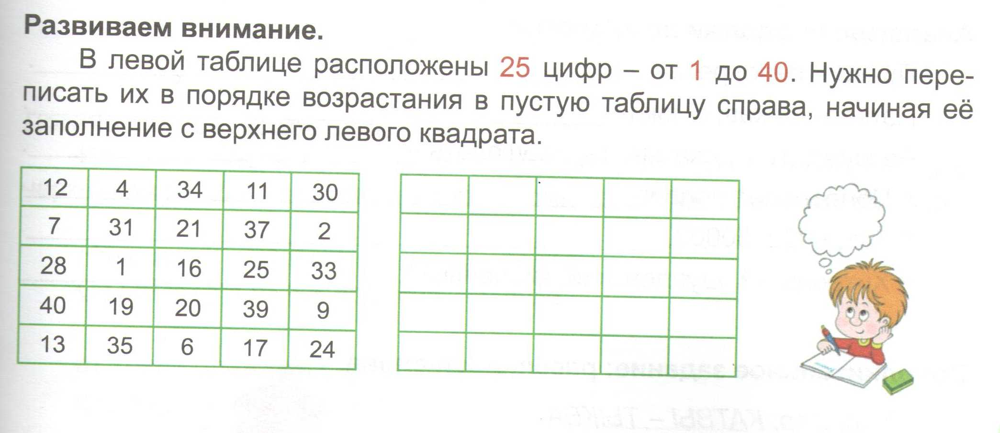 Развиваем внимание.
В левой таблице расположены 25 цифр – от 1 до 40. Нужно пере-
писать их в порядке возрастания в пустую таблицу справа, начиная её
заполнение с верхнего левого квадрата.
12 4 34 11 30
7 31 21 37 2
28 1 16 25 33
40 19 20 39 9
13 35 6 17 24